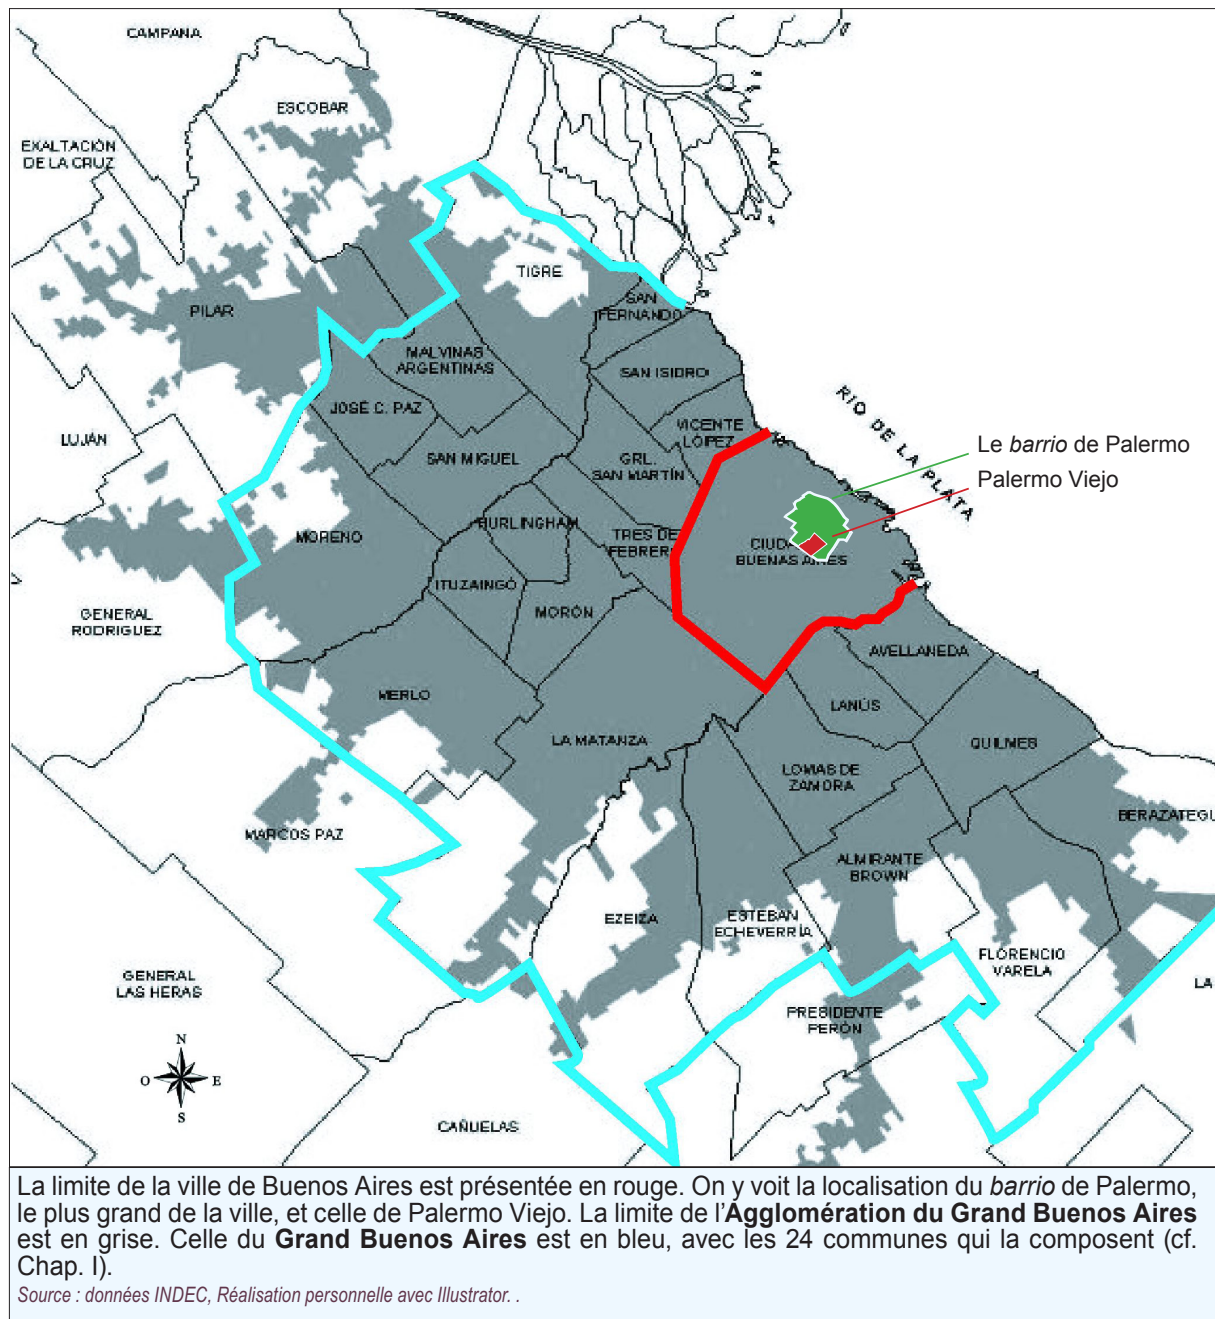 CAMPANA
ESCOBAR
EXALTACIÓN
DE LA CRUZ
TIGRE
SAN
FERNANDO
PILAR
MALVINAS
ARGENTINAS
SAN ISIDRO
JOSÉ C. PAZ
VICENTE
LÓPEZ
RIO DE LA PLATA
Le barrio de Palermo
Palermo Viejo
LUJÁN
SAN MIGUEL
GRL.
SAN MARTÍN
HURLINGHAM
MORENO
TRES DE
FEBRERO
CIUDA
BUENAS AIRES
ITUZAINGÓ
MORÓN
GENERAL
RODRIGUEZ
AVELLANEDA
MERLO
LANÚS
LA MATANZA
QUILMES
LOMAS DE
ZAMORA
MARCOS PAZ
BERAZATEGU
ALMIRANTE
BROWN
EZEIZA
ESTEBAN
ECHEVERRÍA
FLORENCIO
VARELA
GENERAL
LAS HERAS
LA
PRESIDENTE
PERÓN
N
O E
S
CAÑUELAS
La limite de la ville de Buenos Aires est présentée en rouge. On y voit la localisation du barrio de Palermo,
le plus grand de la ville, et celle de Palermo Viejo. La limite de l'Agglomération du Grand Buenos Aires
est en grise. Celle du Grand Buenos Aires est en bleu, avec les 24 communes qui la composent (cf.
Chap. I).
Source : données INDEC, Réalisation personnelle avec Illustrator. .